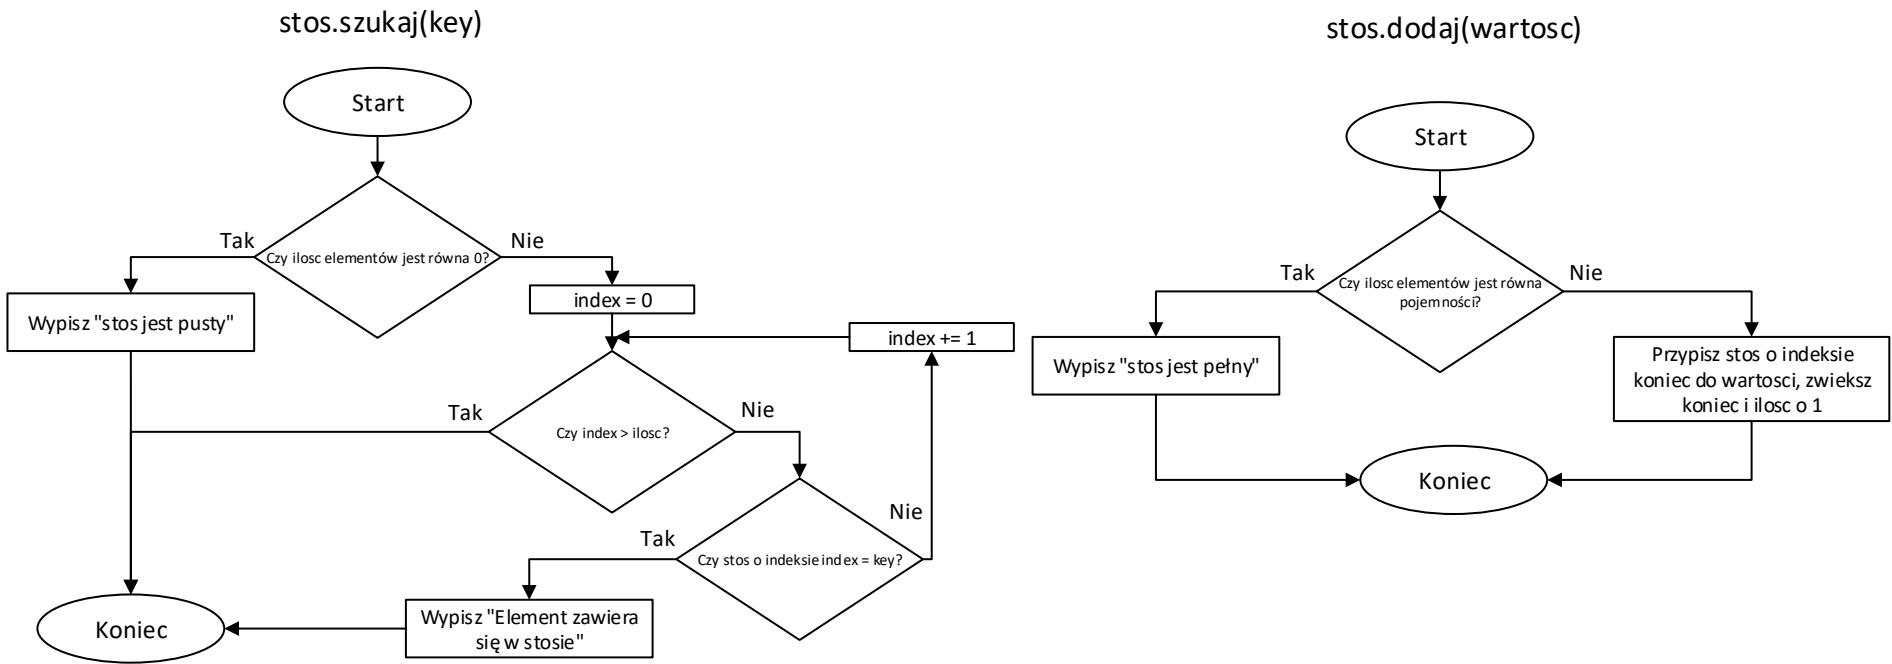 stos.szukaj(key)
Start
Czy ilosc elementów jest równa 0?
Tak
Nie
Wypisz "stos jest pusty"
index = 0
index += 1
Czy index > ilosc?
Tak
Nie
Czy stos o indeksie index = key?
Tak
Nie
Wypisz "Element zawiera
się w stosie"
Koniec
stos.dodaj(wartosc)
Start
Czy ilosc elementów jest równa
pojemności?
Tak
Nie
Wypisz "stos jest pełny"
Przypisz stos o indeksie
koniec do wartosci, zwieksz
koniec i ilosc o 1
Koniec